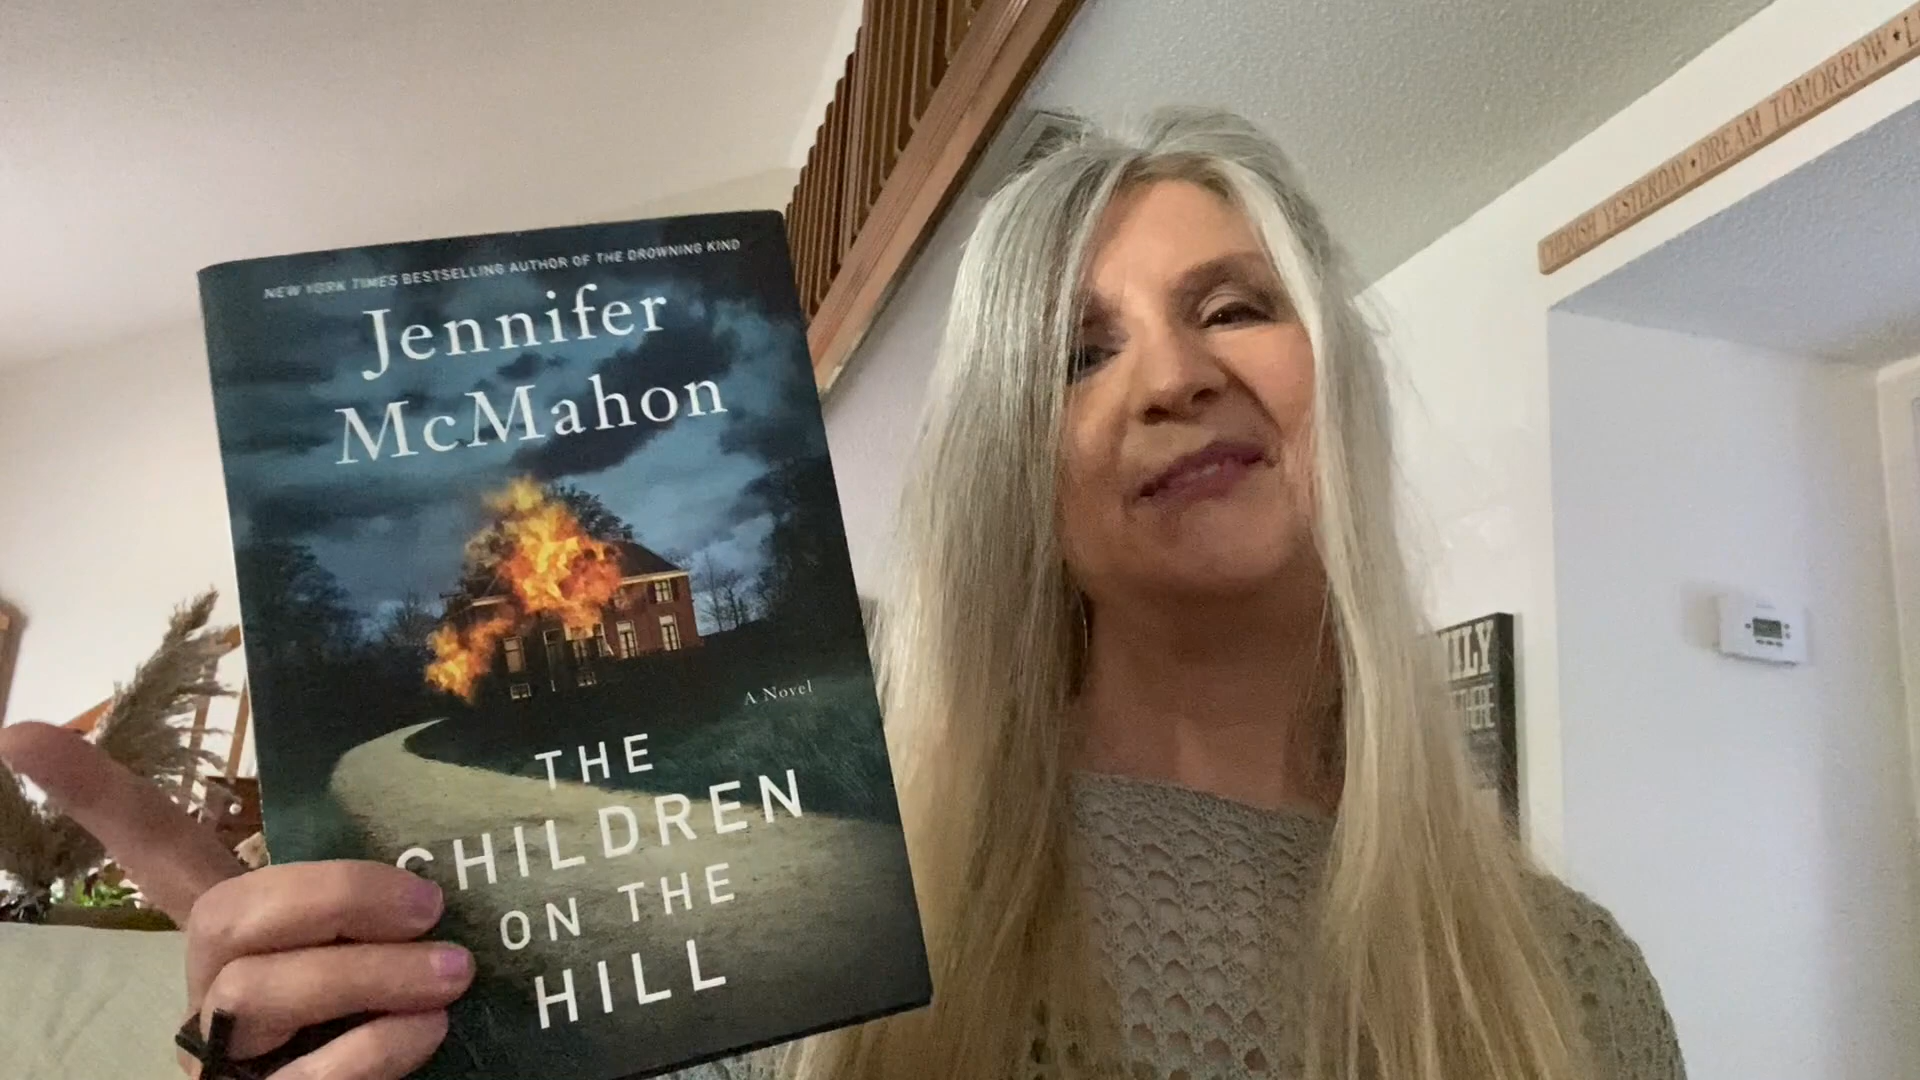 NEW YORK TIMES BESTSELLING AUTHOR OF THE DROWNING KIND
Jennifer
McMahon
A Novel
THE
CHILDREN
ON THE
HILL
CHERISH YESTERDAY • DREAM TOMORROW •